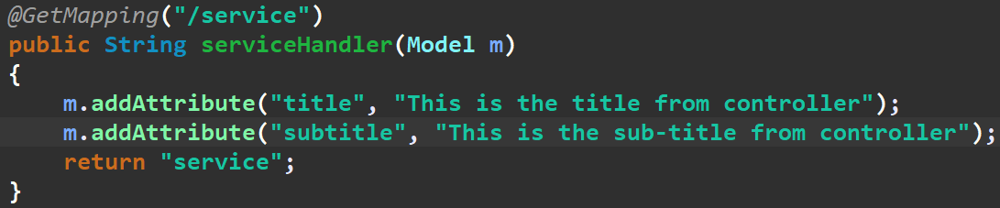 @GetMapping("/service")
public String serviceHandler(Model m)
{
    m.addAttribute("title", "This is the title from controller");
    m.addAttribute("subtitle", "This is the sub-title from controller");
    return "service";
}